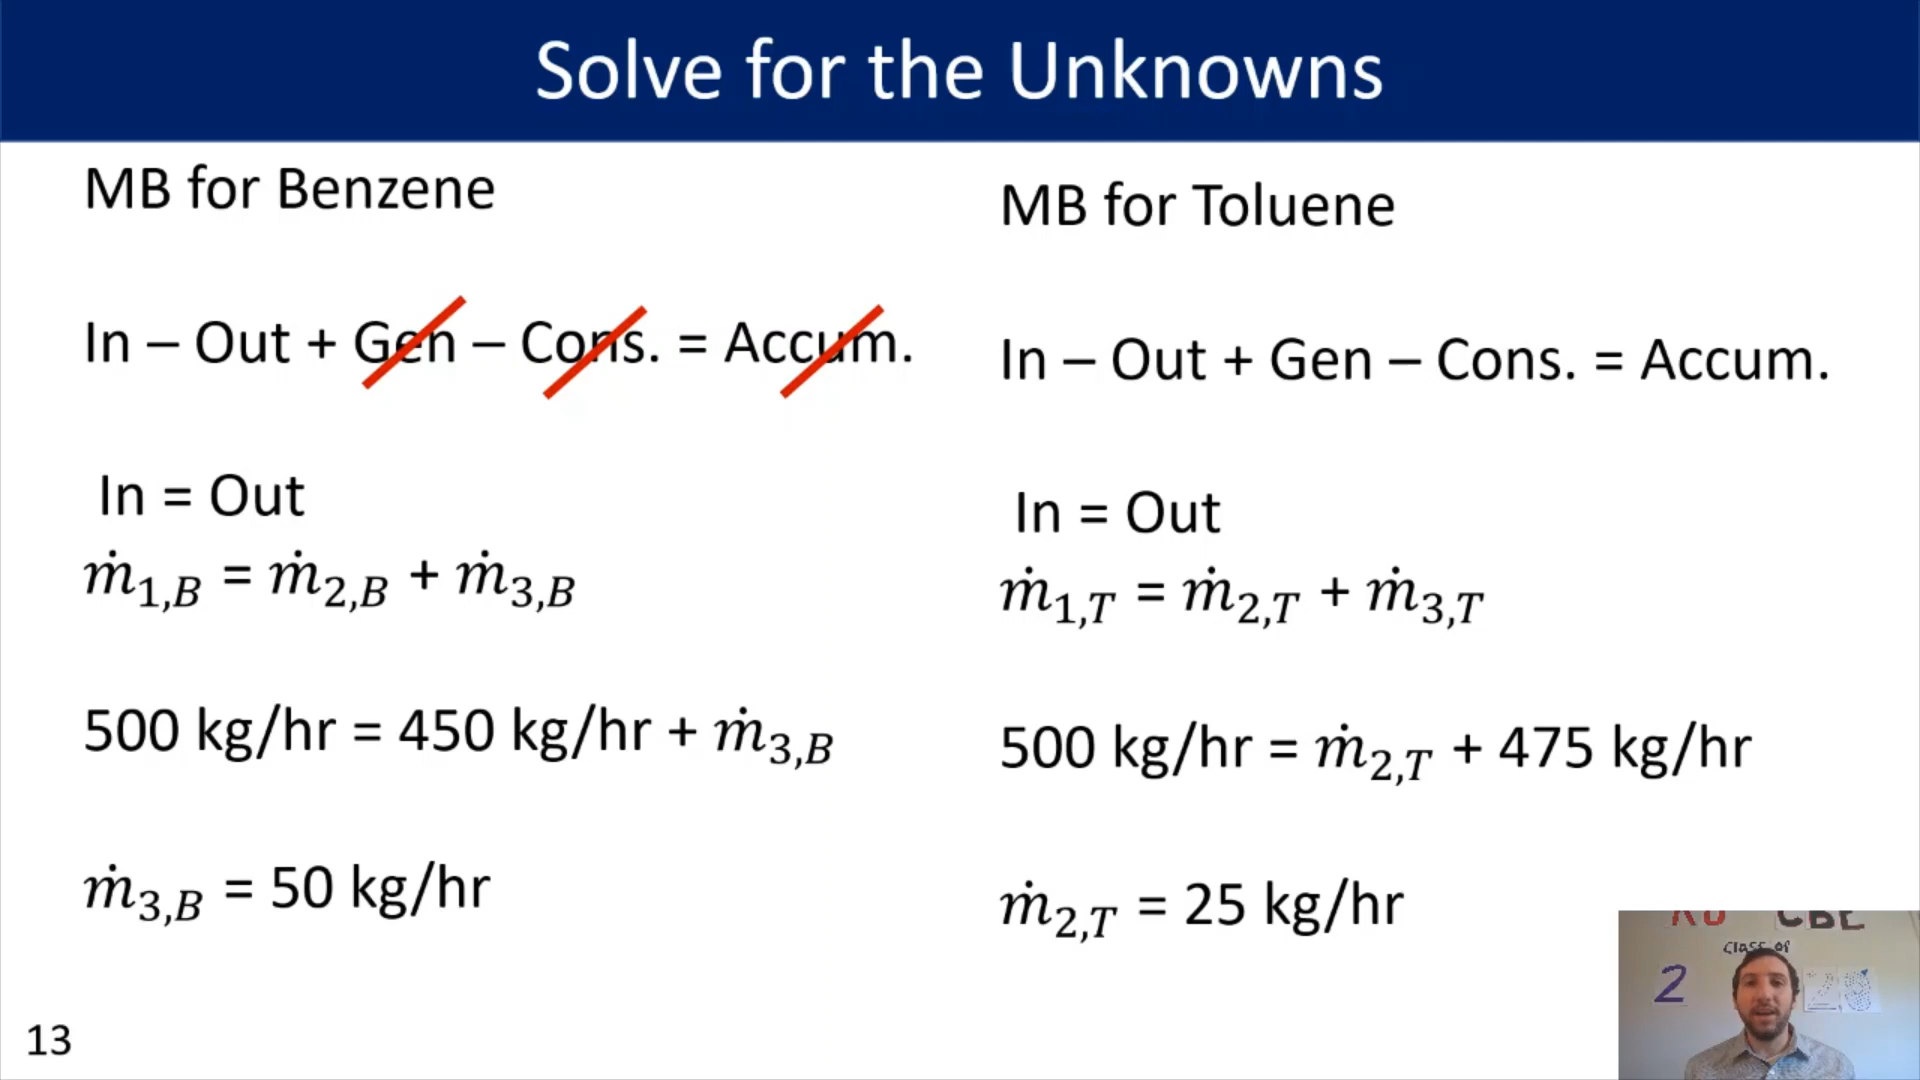 Solve for the Unknowns
MB for Benzene
In – Out + Gen – Cons. = Accum.
In = Out
ṁ₁,B = ṁ₂,B + ṁ₃,B
500 kg/hr = 450 kg/hr + ṁ₃,B
ṁ₃,B = 50 kg/hr
MB for Toluene
In – Out + Gen – Cons. = Accum.
In = Out
ṁ₁,T = ṁ₂,T + ṁ₃,T
500 kg/hr = ṁ₂,T + 475 kg/hr
ṁ₂,T = 25 kg/hr
13
CBE
Class of
2